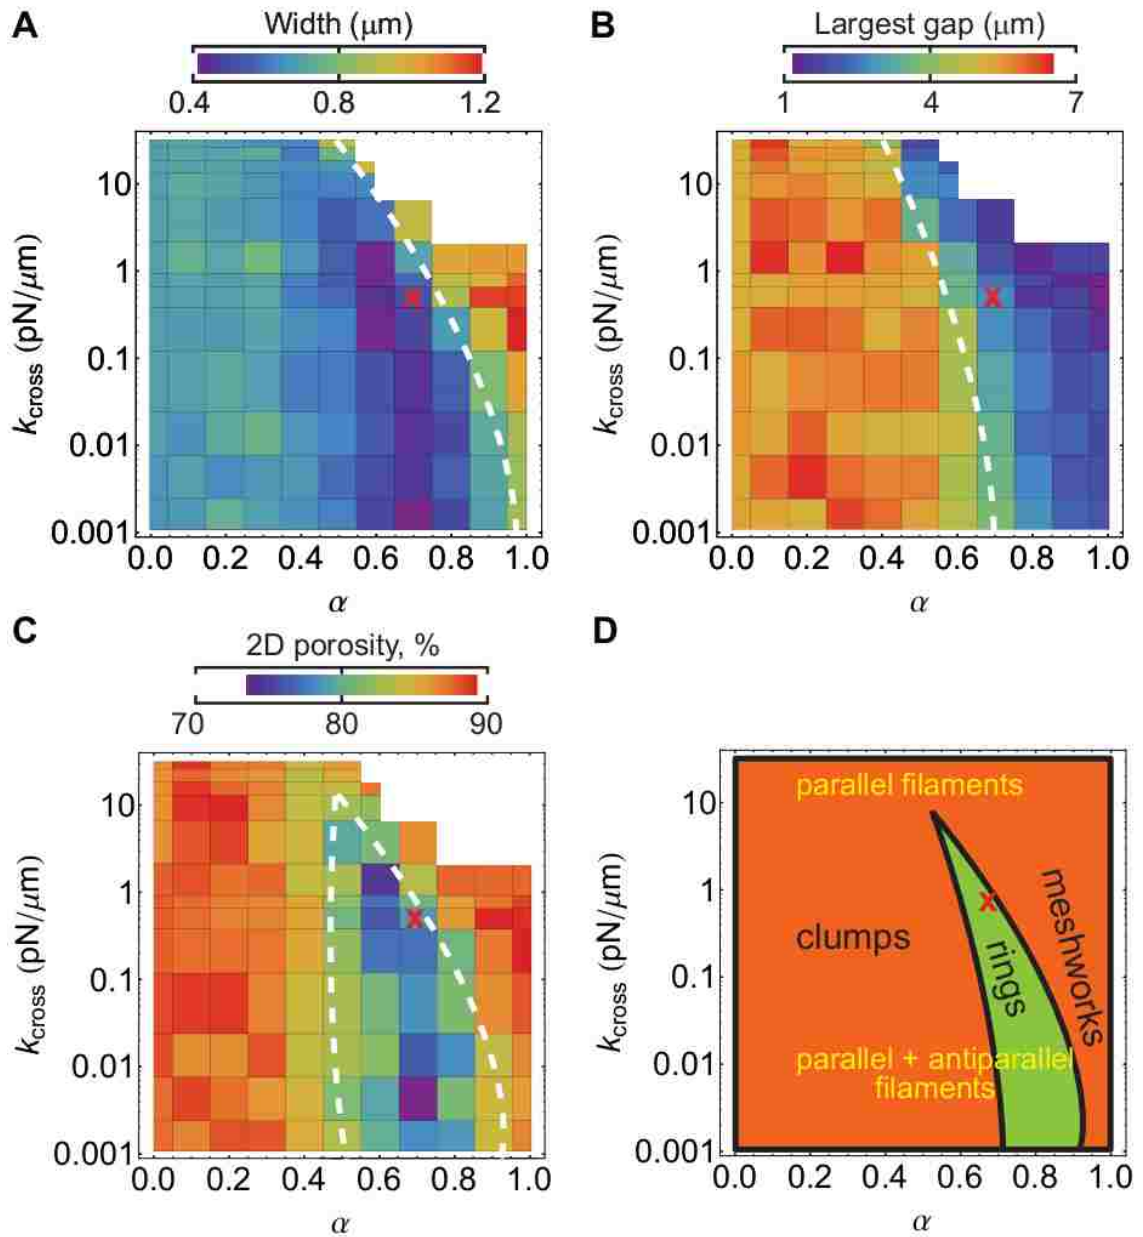 A
Width (μm)
0.4 0.8 1.2
10
1
0.1
0.01
0.001
k_cross (pN/μm)
0.0 0.2 0.4 0.6 0.8 1.0
α
x
B
Largest gap (μm)
1 4 7
10
1
0.1
0.01
0.001
k_cross (pN/μm)
0.0 0.2 0.4 0.6 0.8 1.0
α
x
C
2D porosity, %
70 80 90
10
1
0.1
0.01
0.001
k_cross (pN/μm)
0.0 0.2 0.4 0.6 0.8 1.0
α
x
D
10
1
0.1
0.01
0.001
k_cross (pN/μm)
parallel filaments
x
clumps
rings
meshworks
parallel + antiparallel
filaments
0.0 0.2 0.4 0.6 0.8 1.0
α